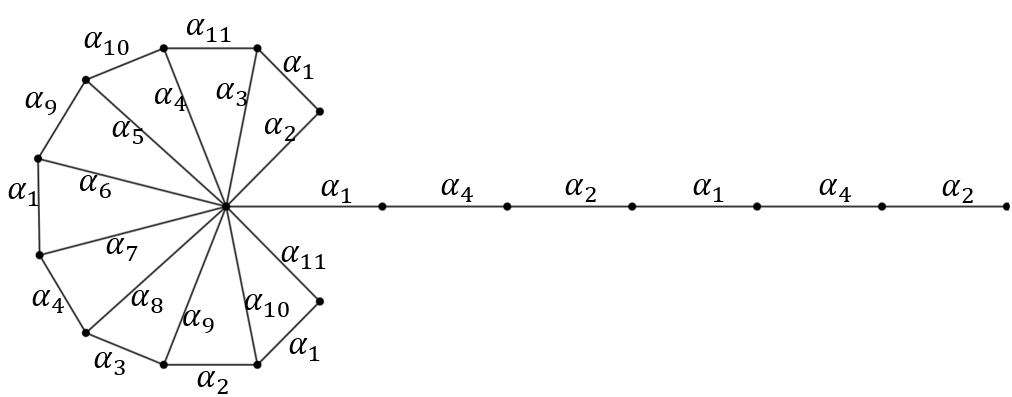 α₁₁
α₁₀ α₁
α₉ α₄ α₃
α₅ α₂
α₁ α₆ α₁ α₄ α₂ α₁ α₄ α₂
α₇ α₁₁
α₄ α₈ α₉ α₁₀
α₃ α₁
α₂